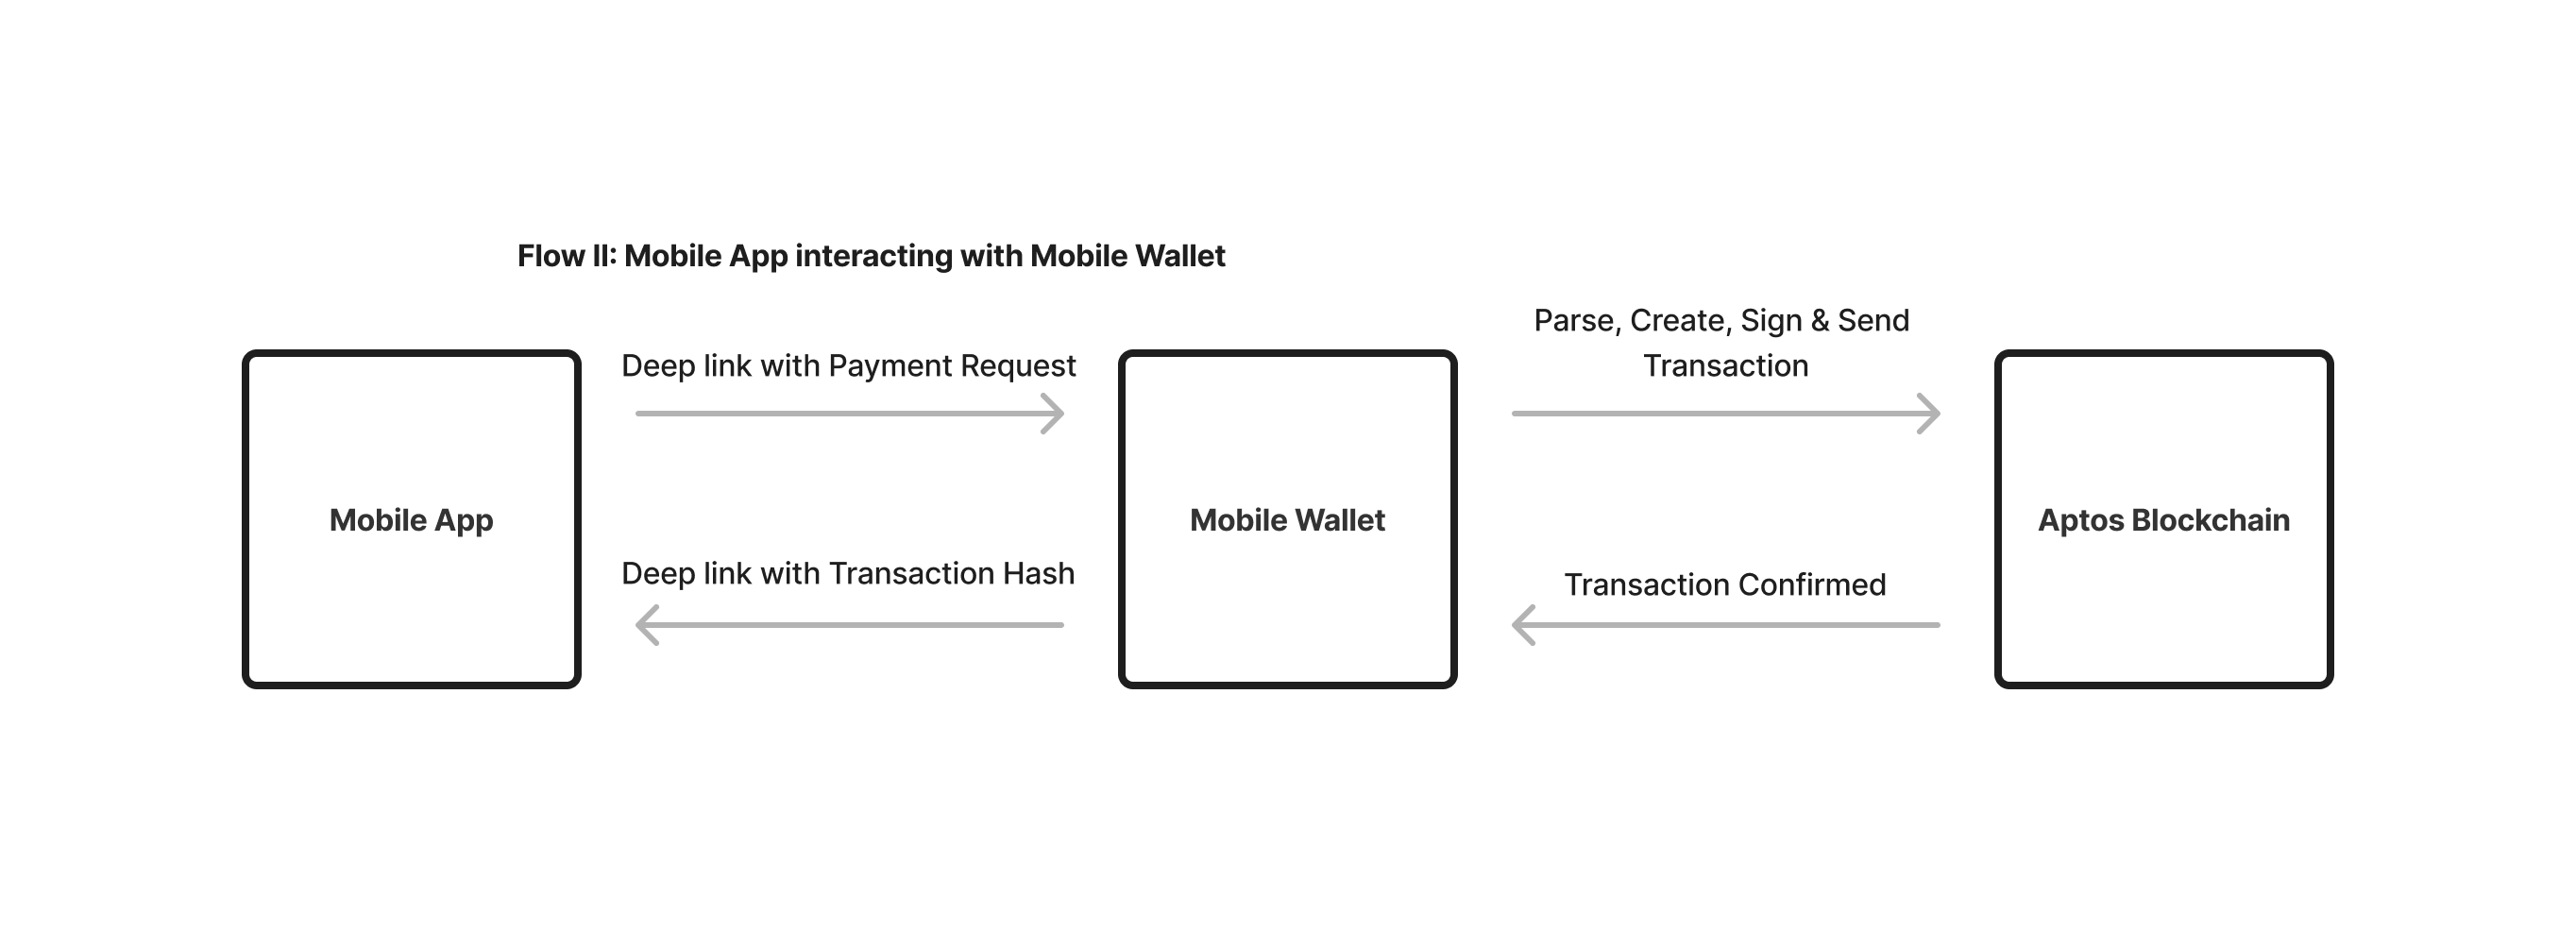 Flow II: Mobile App interacting with Mobile Wallet
Parse, Create, Sign & Send
Transaction
Deep link with Payment Request
Mobile App
Mobile Wallet
Aptos Blockchain
Deep link with Transaction Hash
Transaction Confirmed